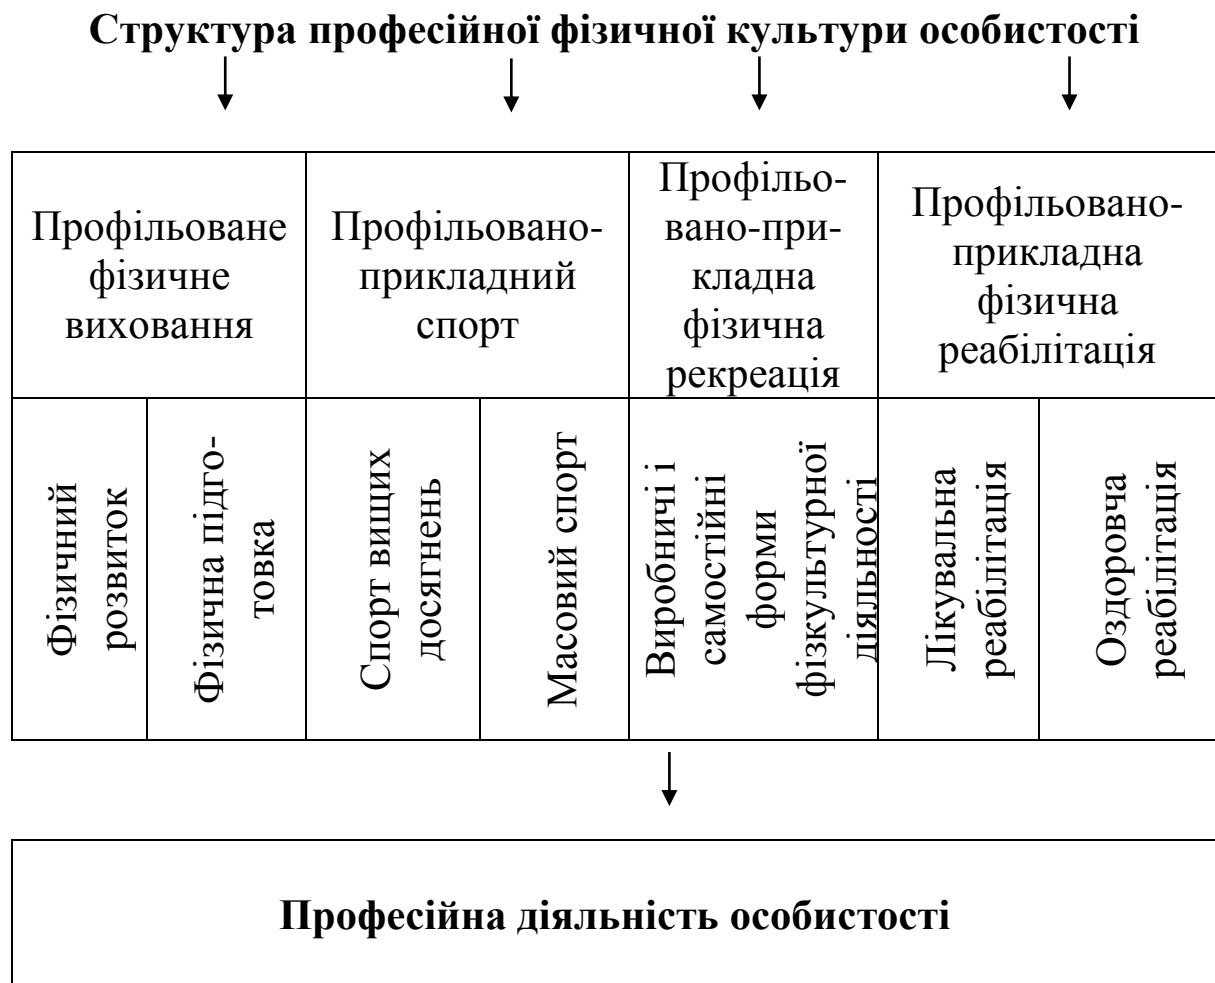 Структура професійної фізичної культури особистості
Профільоване
фізичне
виховання
Профільовано-
прикладний
спорт
Профільо-
вано-при-
кладна
фізична
рекреація
Профільовано-
прикладна
фізична
реабілітація
Фізичний
розвиток
Фізична підго-
товка
Спорт вищих
досягнень
Масовий спорт
Виробничі і
самостійні
форми
фізкультурної
діяльності
Лікувальна
реабілітація
Оздоровча
реабілітація
Професійна діяльність особистості